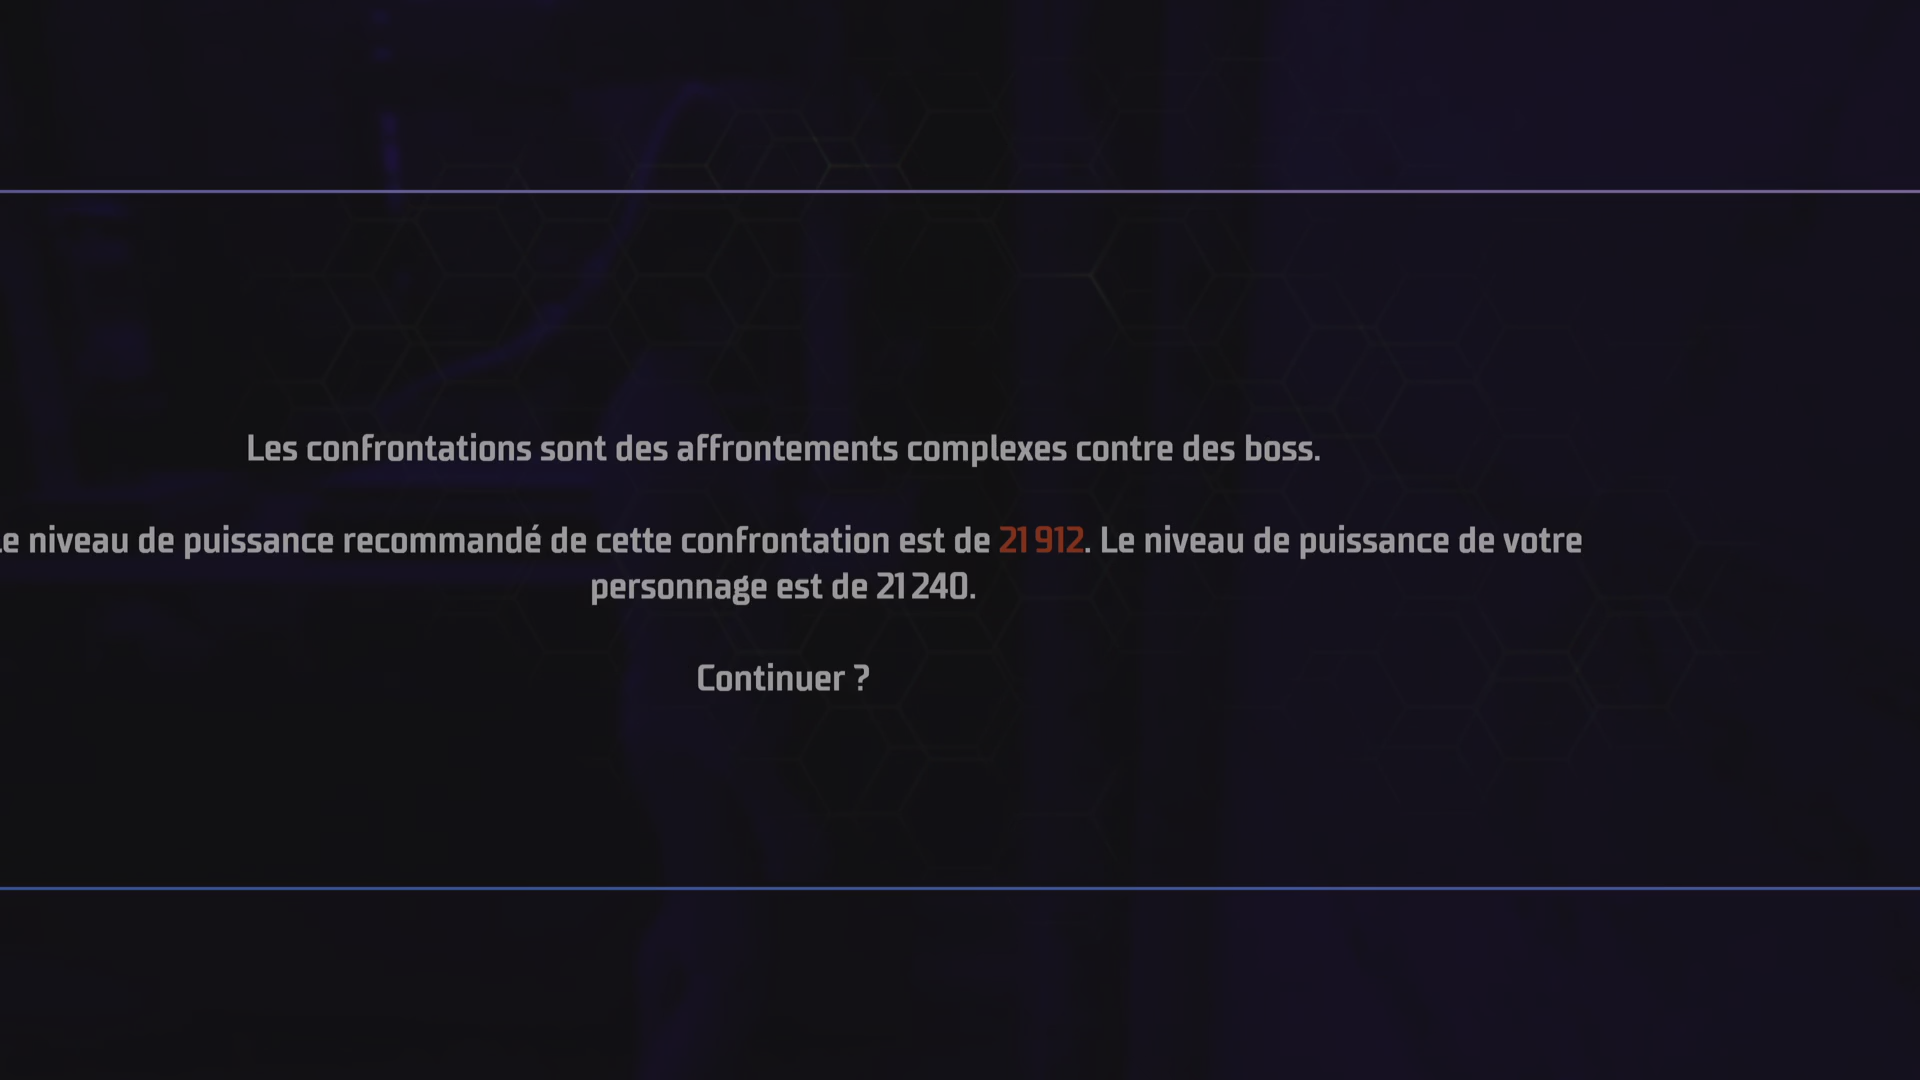 Les confrontations sont des affrontements complexes contre des boss.
Le niveau de puissance recommandé de cette confrontation est de 21 912. Le niveau de puissance de votre
personnage est de 21 240.
Continuer ?